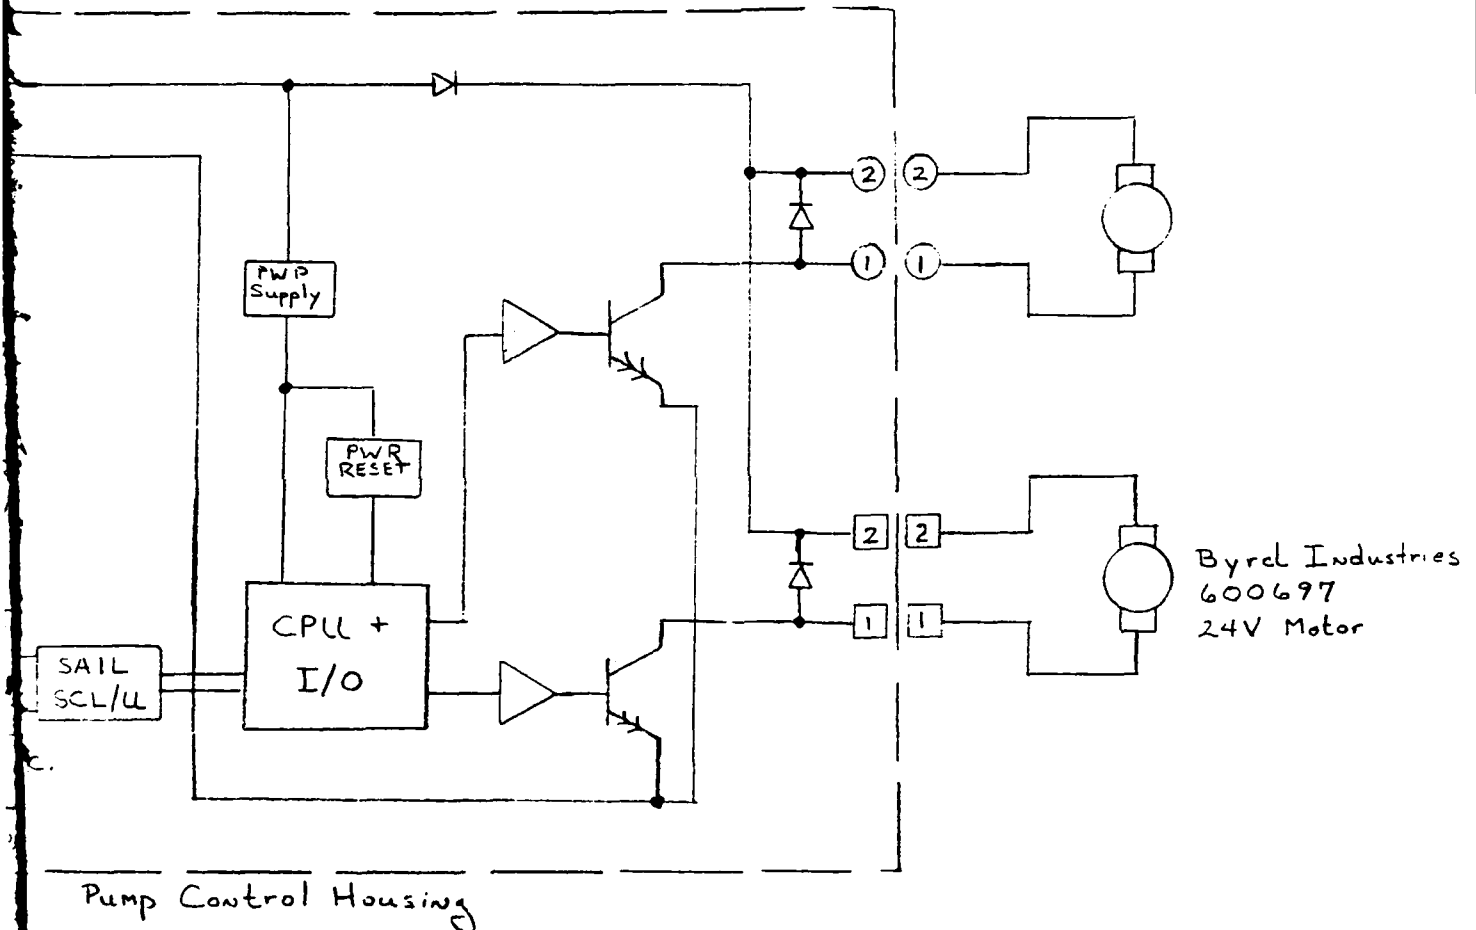 2
2
PWP
Supply
1
1
PWR
RESET
2
2
Byrd Industries
600697
24V Motor
1
1
CPU +
I/O
SAIL
SCL/U
c.
Pump Control Housing